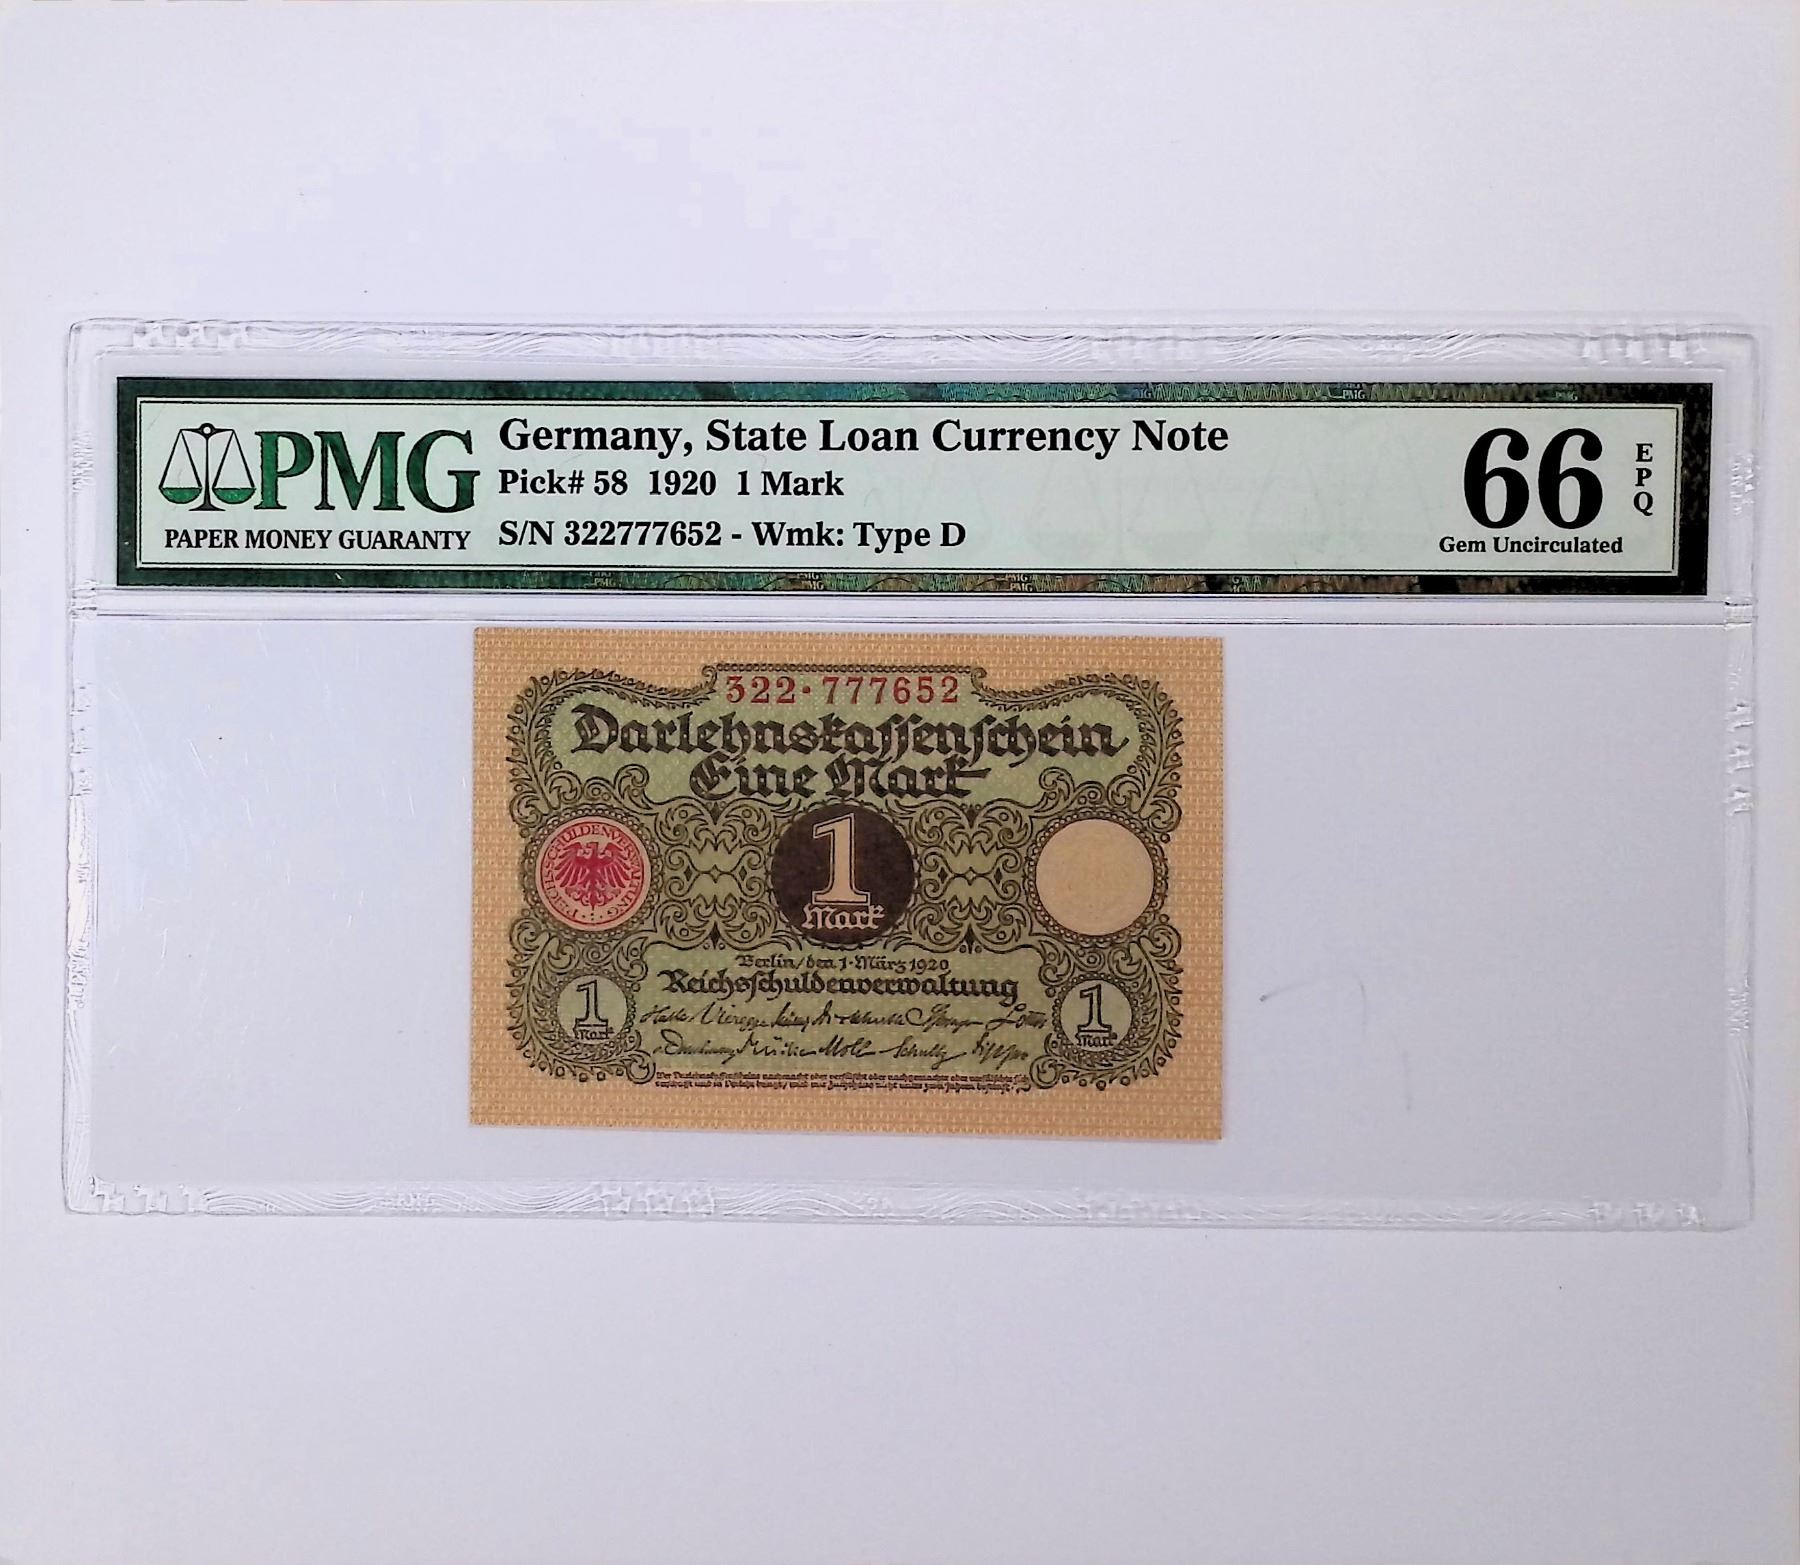 PMG
PAPER MONEY GUARANTY
Germany, State Loan Currency Note
Pick# 58 1920 1 Mark
S/N 322777652 - Wmk: Type D
66
EPQ
Gem Uncirculated
322·777652
Darlehnskassenschein
Eine Mark
REICHSSCHULDENVERWALTUNG
1
Mark
Berlin, den 1. März 1920
Reichsschuldenverwaltung
1
Mark
1
Mark